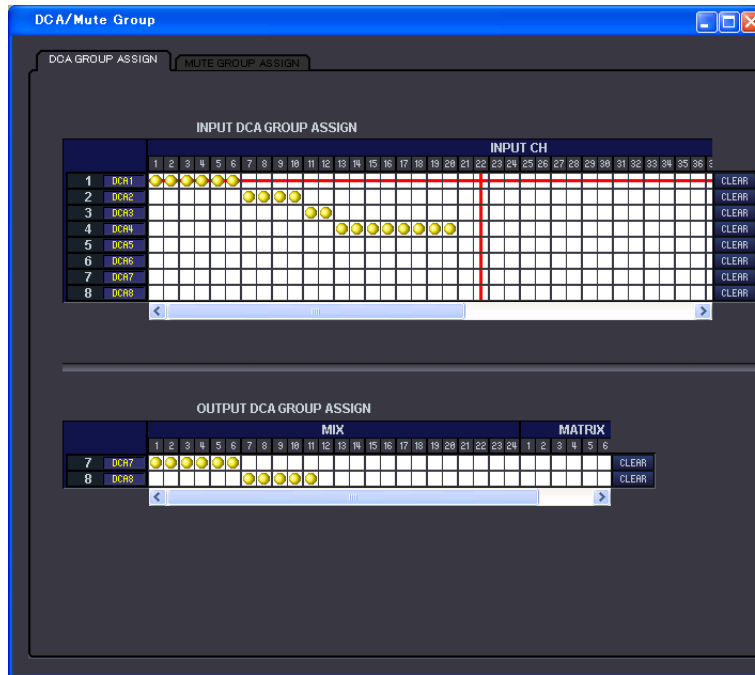 DCA/Mute Group
DCA GROUP ASSIGN MUTE GROUP ASSIGN
INPUT DCA GROUP ASSIGN
INPUT CH
1 2 3 4 5 6 7 8 9 10 11 12 13 14 15 16 17 18 19 20 21 22 23 24 25 26 27 28 29 30 31 32 33 34 35 36
1 DCA1 CLEAR
2 DCA2 CLEAR
3 DCA3 CLEAR
4 DCA4 CLEAR
5 DCA5 CLEAR
6 DCA6 CLEAR
7 DCA7 CLEAR
8 DCA8 CLEAR
OUTPUT DCA GROUP ASSIGN
MIX MATRIX
1 2 3 4 5 6 7 8 9 10 11 12 13 14 15 16 17 18 19 20 21 22 23 24 1 2 3 4 5 6
7 DCA7 CLEAR
8 DCA8 CLEAR